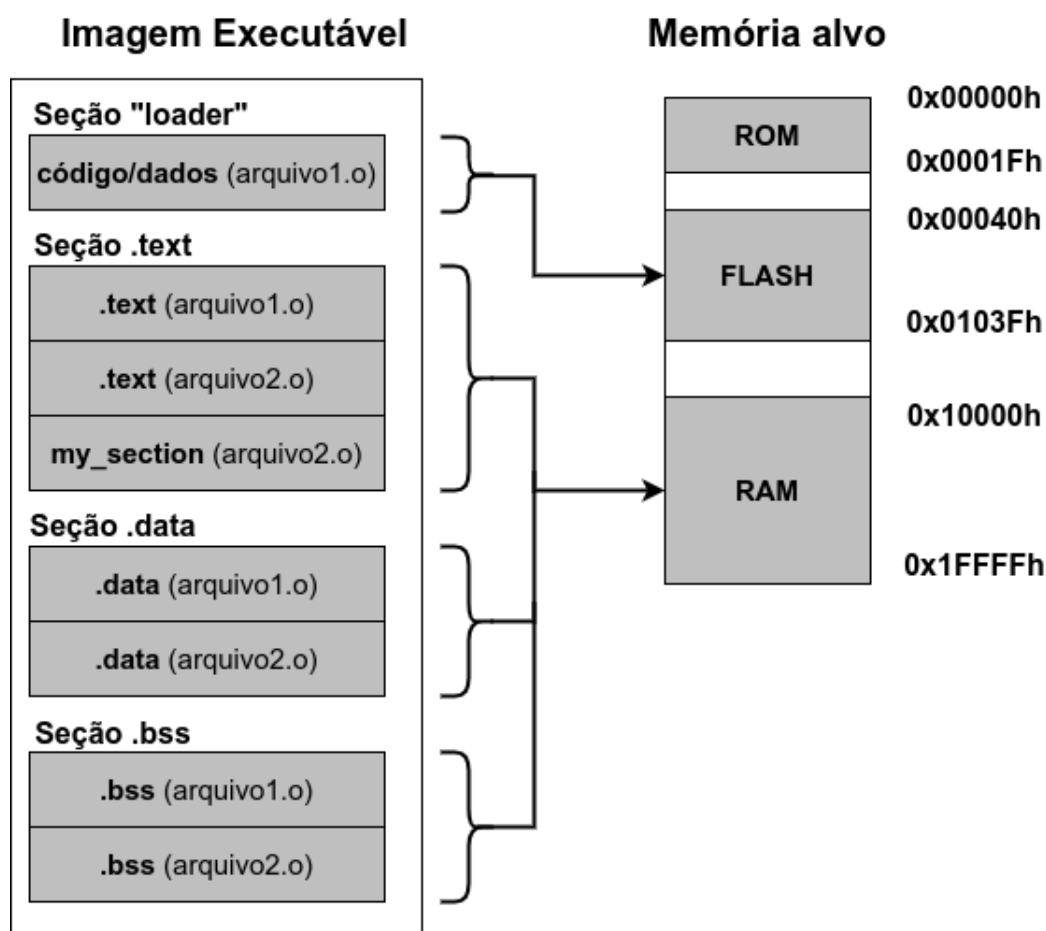 Imagem Executável
Seção "loader"
código/dados (arquivo1.o)
Seção .text
.text (arquivo1.o)
.text (arquivo2.o)
my_section (arquivo2.o)
Seção .data
.data (arquivo1.o)
.data (arquivo2.o)
Seção .bss
.bss (arquivo1.o)
.bss (arquivo2.o)
Memória alvo
ROM
0x00000h
0x0001Fh
FLASH
0x00040h
0x0103Fh
RAM
0x10000h
0x1FFFFh